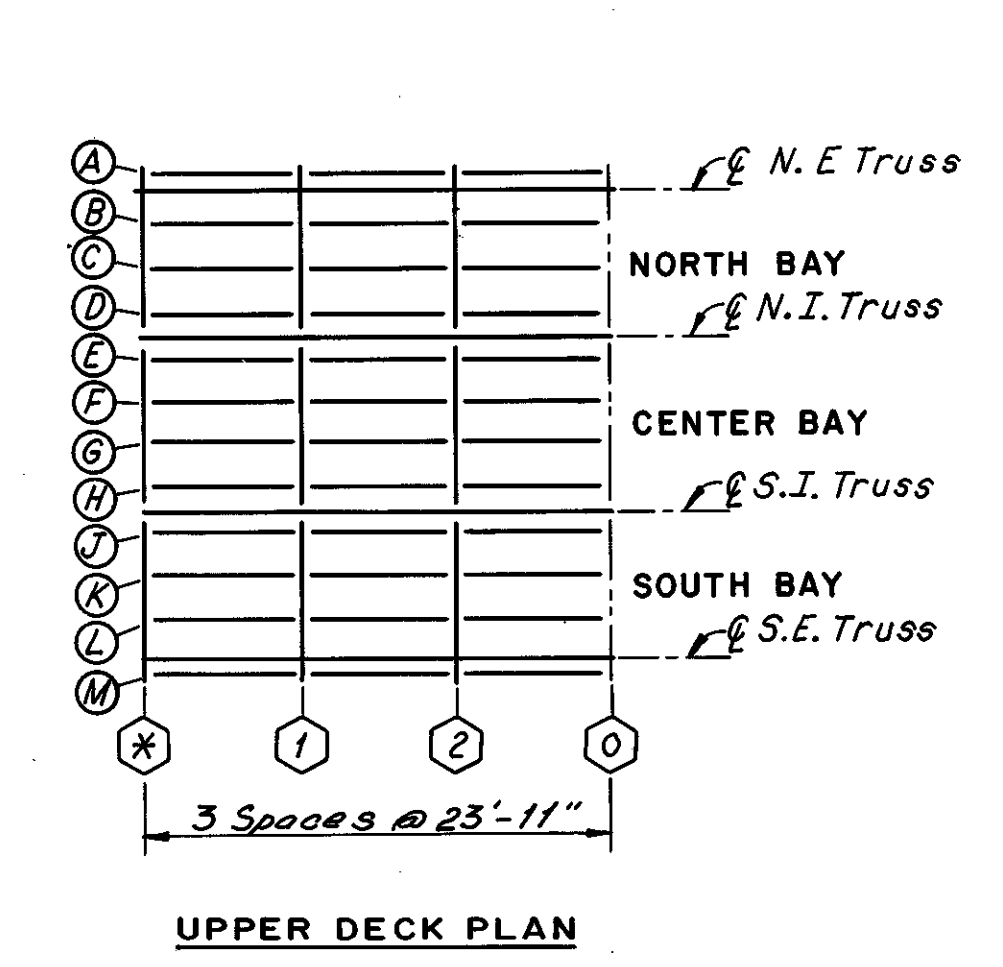 A
℄ N. E Truss
B
C
NORTH BAY
D
℄ N.I. Truss
E
F
CENTER BAY
G
H
℄ S.I. Truss
J
K
SOUTH BAY
L
℄ S.E. Truss
M
* 1 2 0
3 Spaces @ 23'-11"
UPPER DECK PLAN